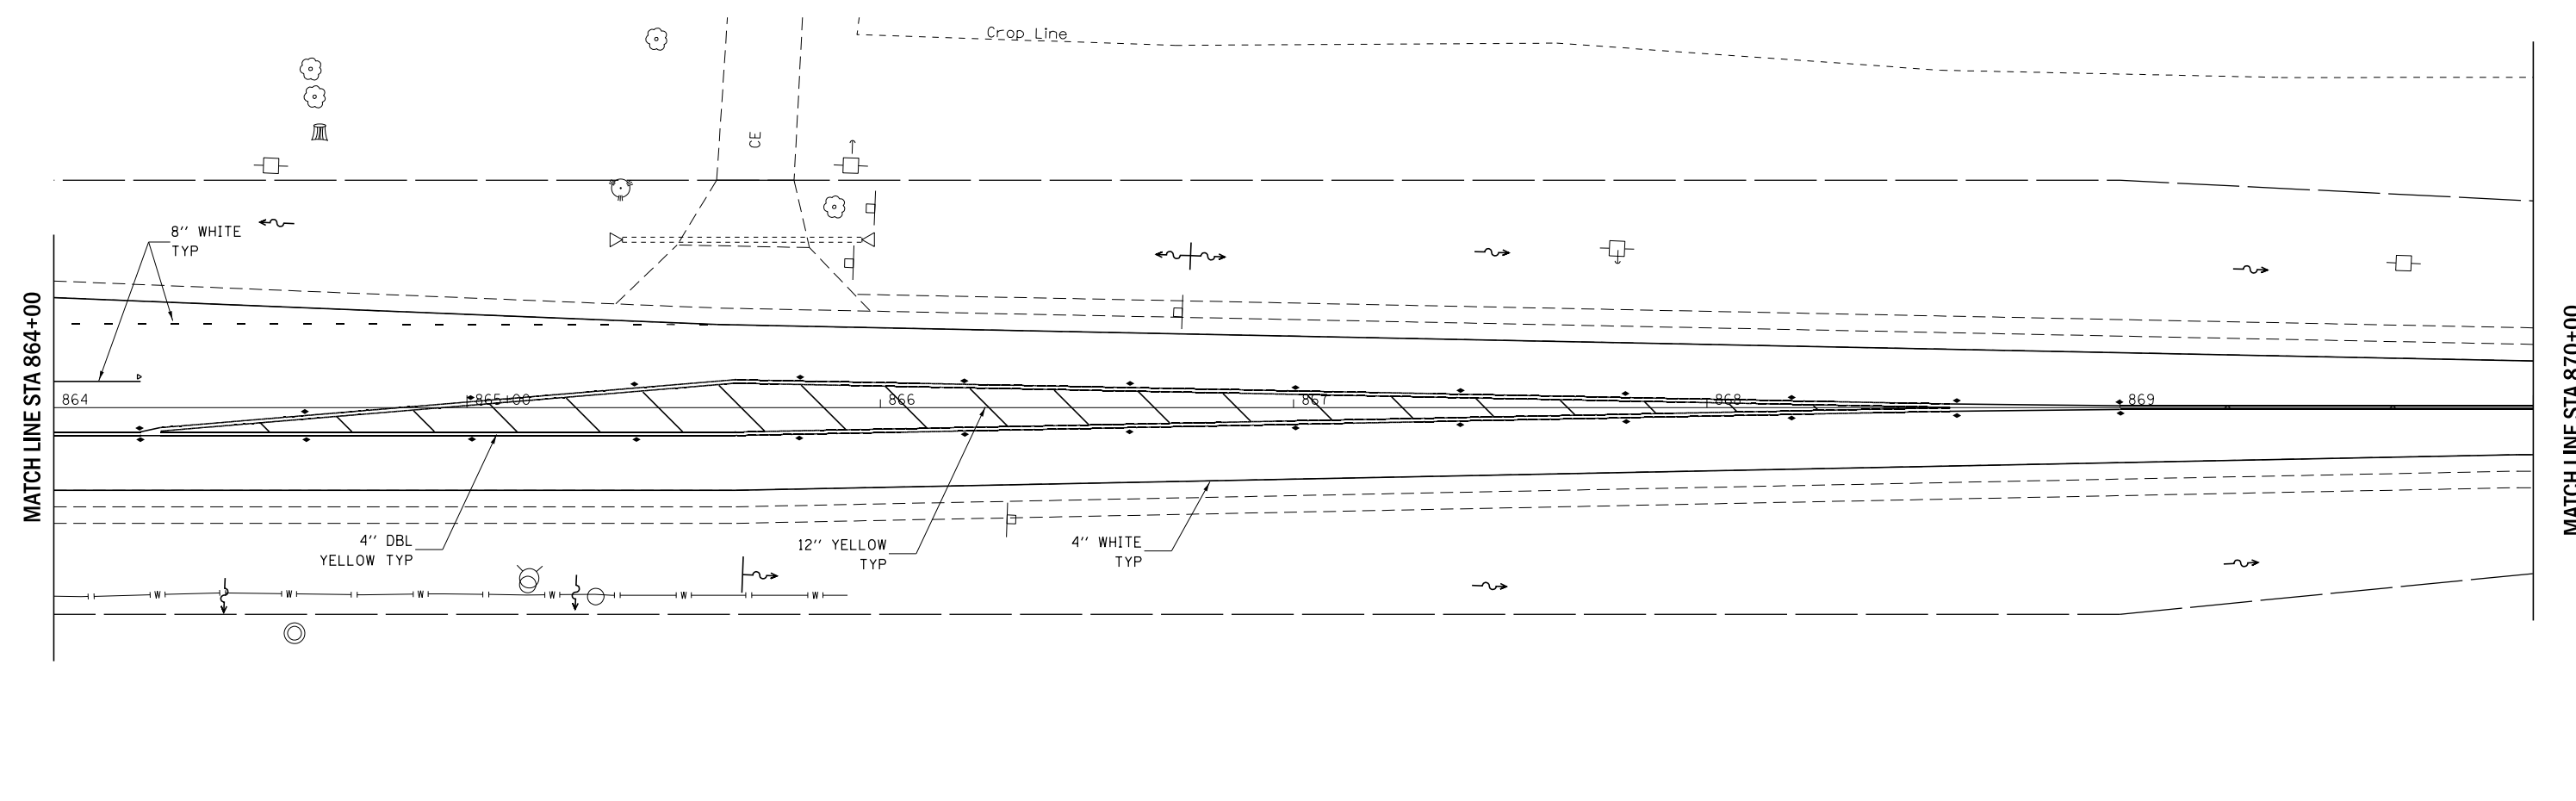 Crop Line
CE
8" WHITE
TYP
MATCH LINE STA 864+00
864
865+00
866
867
868
869
MATCH LINE STA 870+00
4" DBL
YELLOW TYP
12" YELLOW
TYP
4" WHITE
TYP
W
W
W
W
W
W